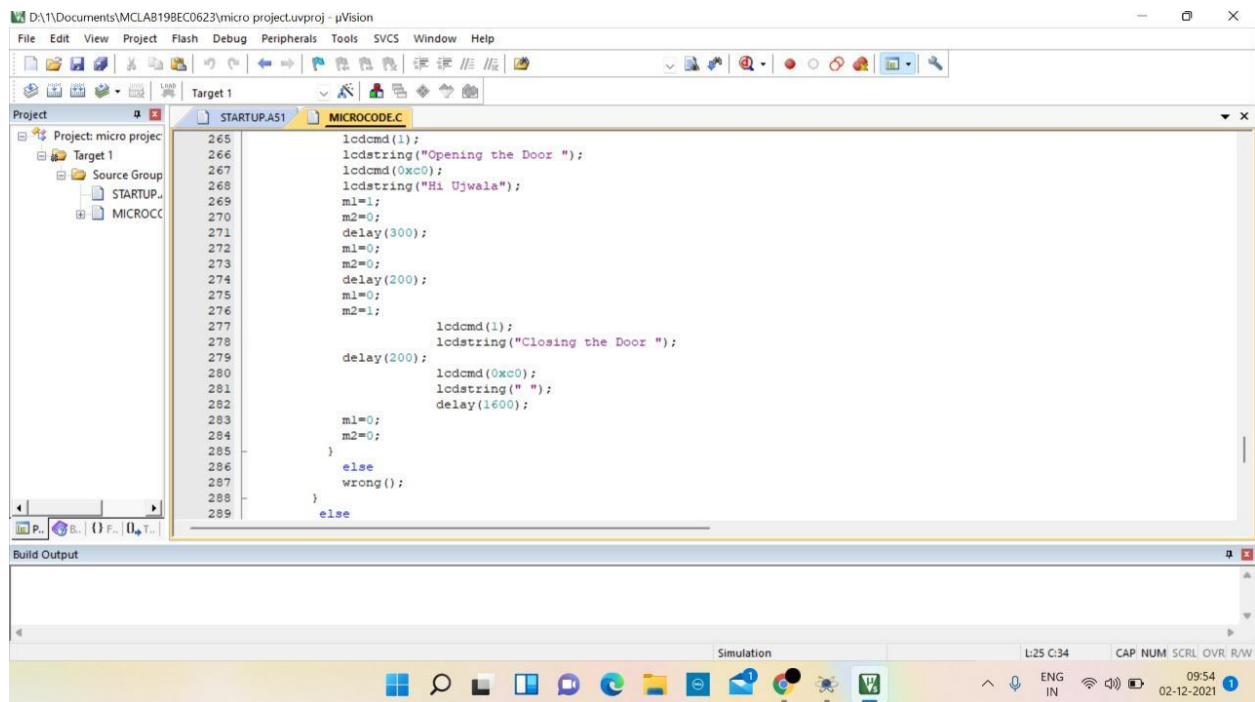 D:\1\Documents\MCLAB19BEC0623\micro project.uvproj - µVision
File Edit View Project Flash Debug Peripherals Tools SVCS Window Help
LOAD
Target 1
Project
STARTUP.A51 MICROCODE.C
Project: micro projec
Target 1
Source Group
STARTUP.
MICROCC
265 lcdcmd(1);
266 lcdstring("Opening the Door ");
267 lcdcmd(0xc0);
268 lcdstring("Hi Ujwala");
269 m1=1;
270 m2=0;
271 delay(300);
272 m1=0;
273 m2=0;
274 delay(200);
275 m1=0;
276 m2=1;
277 lcdcmd(1);
278 lcdstring("Closing the Door ");
279 delay(200);
280 lcdcmd(0xc0);
281 lcdstring(" ");
282 delay(1600);
283 m1=0;
284 m2=0;
285 }
286 else
287 wrong();
288 }
289 else
P.. B.. {} F.. 0 T..
Build Output
Simulation L:25 C:34 CAP NUM SCRL OVR R/W
ENG 09:54
IN 02-12-2021 1